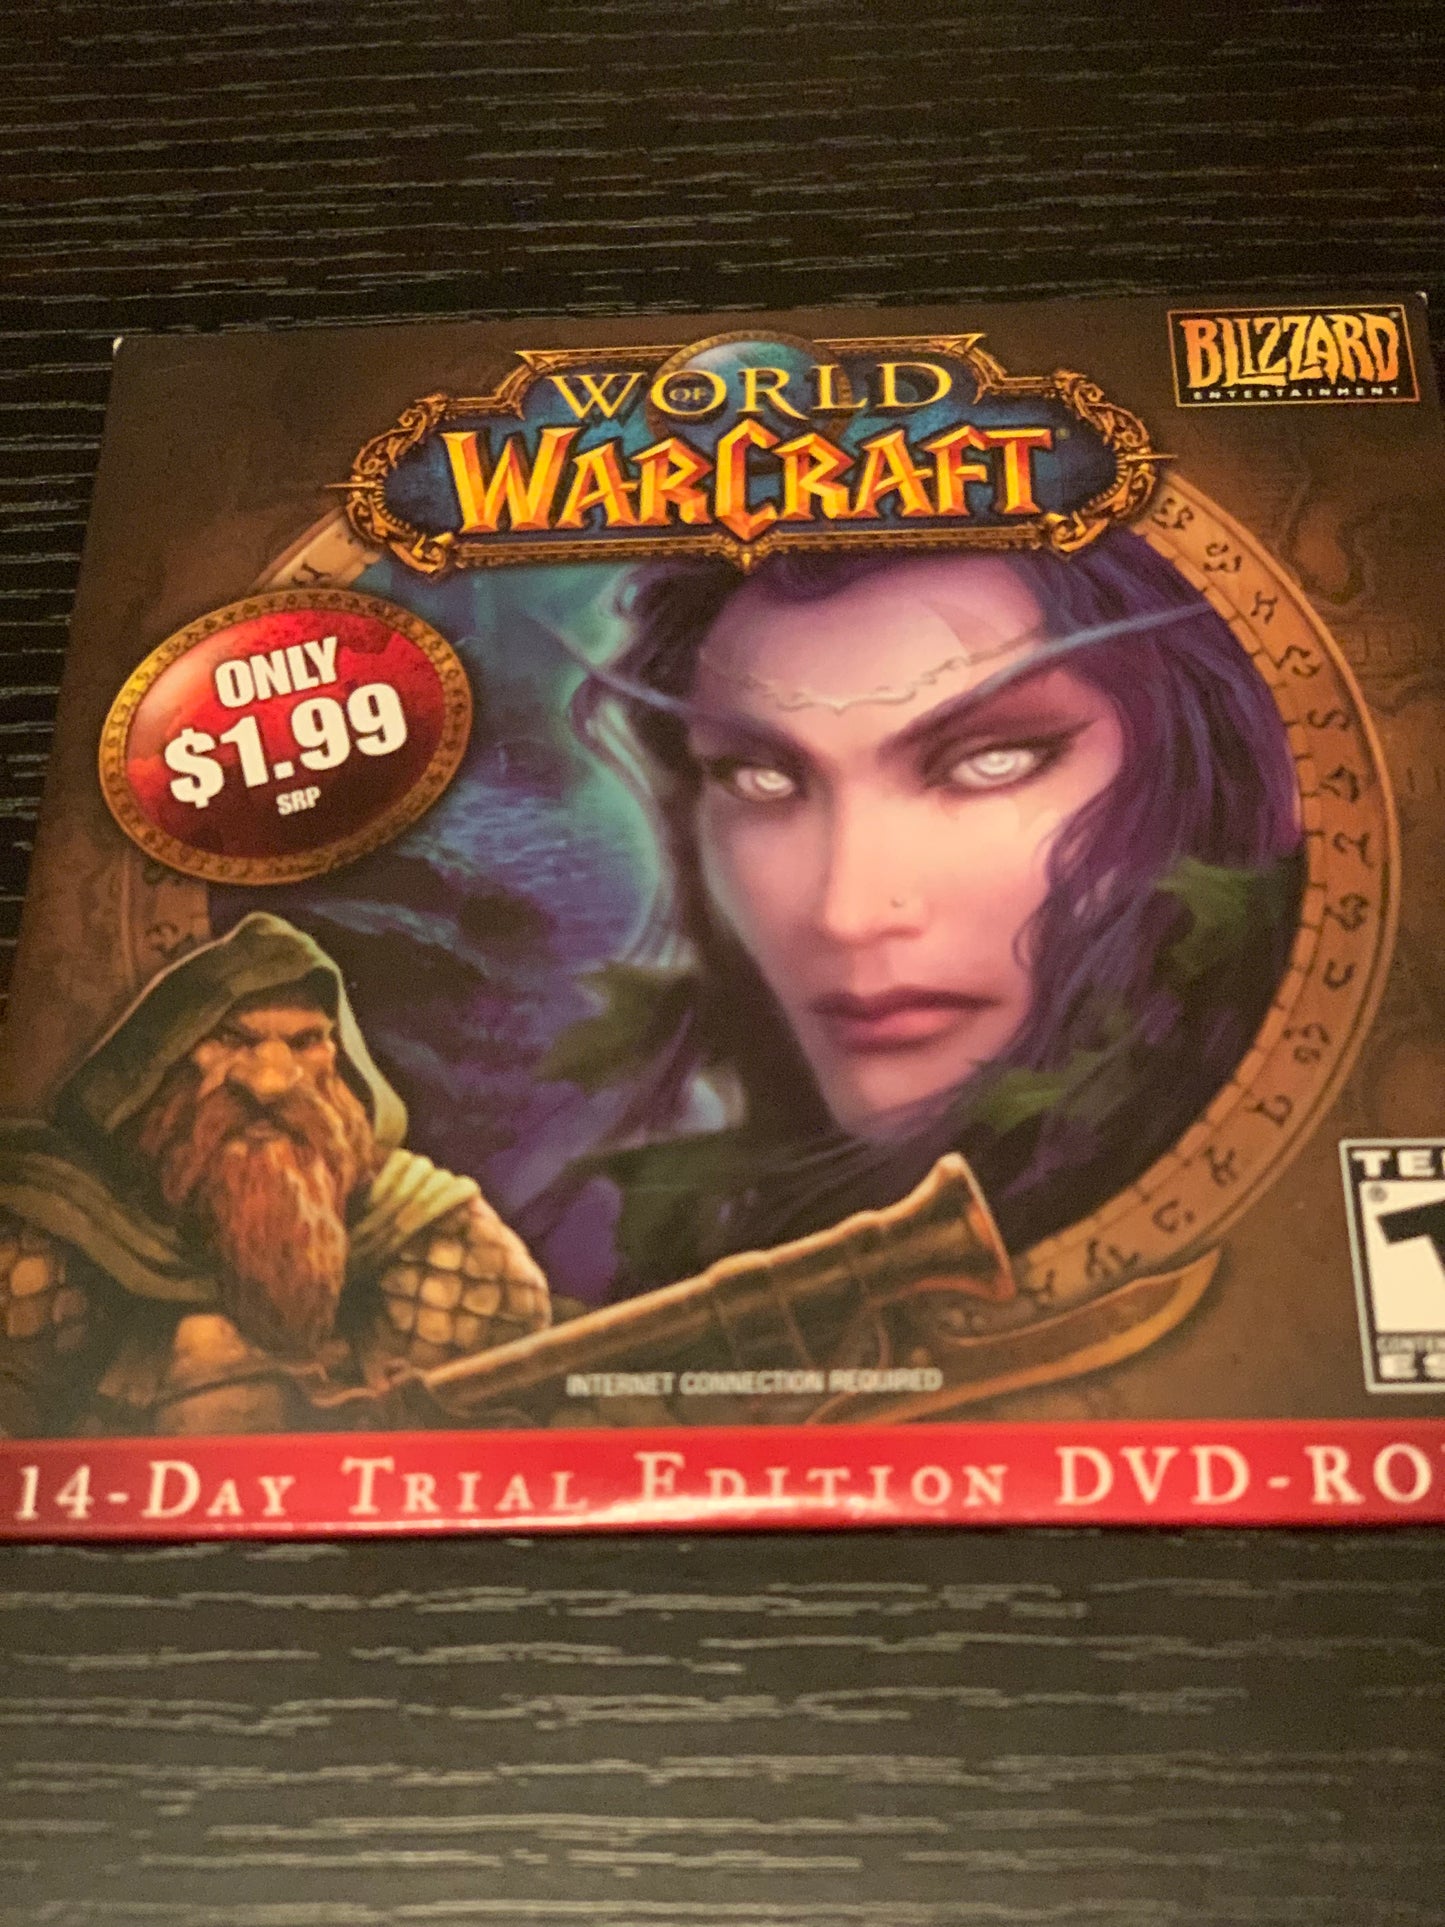 BLIZZARD®
ENTERTAINMENT
WORLD
OF
WARCRAFT®
ONLY
$1.99
SRP
INTERNET CONNECTION REQUIRED
14-DAY TRIAL EDITION DVD-RO